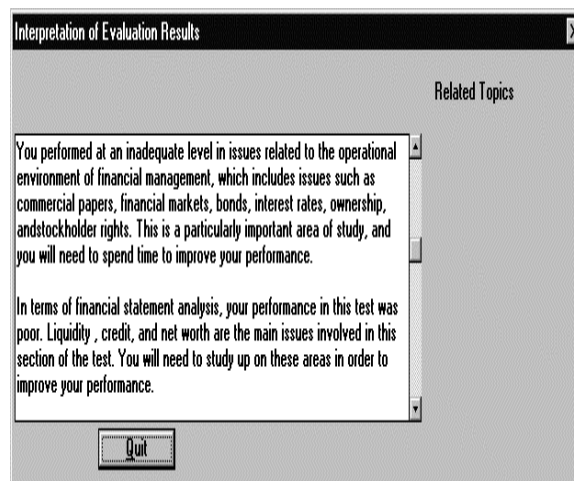 Interpretation of Evaluation Results
Related Topics
You performed at an inadequate level in issues related to the operational
environment of financial management, which includes issues such as
commercial papers, financial markets, bonds, interest rates, ownership,
andstockholder rights. This is a particularly important area of study, and
you will need to spend time to improve your performance.
In terms of financial statement analysis, your performance in this test was
poor. Liquidity , credit, and net worth are the main issues involved in this
section of the test. You will need to study up on these areas in order to
improve your performance.
Quit